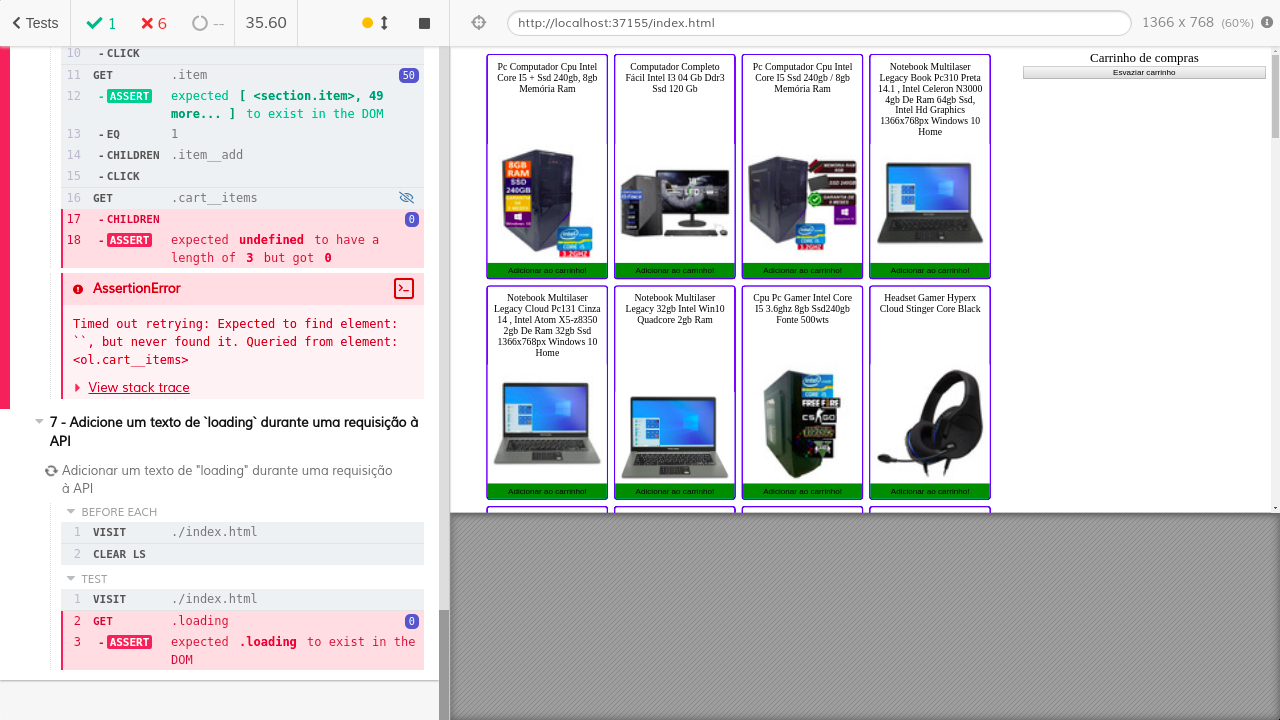 Tests
1
6
--
35.60
http://localhost:37155/index.html
1366 x 768 (60%)
10 -CLICK
11 GET .item 50
12 -ASSERT expected [ <section.item>, 49
more... ] to exist in the DOM
13 -EQ 1
14 -CHILDREN .item__add
15 -CLICK
16 GET .cart__items
17 -CHILDREN 0
18 -ASSERT expected undefined to have a
length of 3 but got 0
AssertionError
Timed out retrying: Expected to find element:
``, but never found it. Queried from element:
<ol.cart__items>
View stack trace
7 - Adicione um texto de `loading` durante uma requisição à
API
Adicionar um texto de "loading" durante uma requisição
à API
BEFORE EACH
1 VISIT ./index.html
2 CLEAR LS
TEST
1 VISIT ./index.html
2 GET .loading 0
3 -ASSERT expected .loading to exist in the
DOM
Pc Computador Cpu Intel
Core I5 + Ssd 240gb, 8gb
Memória Ram
8GB
RAM
SSD
240GB
Adicionar ao carrinho!
Computador Completo
Fácil Intel I3 04 Gb Ddr3
Ssd 120 Gb
Adicionar ao carrinho!
Pc Computador Cpu Intel
Core I5 Ssd 240gb / 8gb
Memória Ram
Adicionar ao carrinho!
Notebook Multilaser
Legacy Book Pc310 Preta
14.1 , Intel Celeron N3000
4gb De Ram 64gb Ssd,
Intel Hd Graphics
1366x768px Windows 10
Home
Adicionar ao carrinho!
Notebook Multilaser
Legacy Cloud Pc131 Cinza
14 , Intel Atom X5-z8350
2gb De Ram 32gb Ssd
1366x768px Windows 10
Home
Adicionar ao carrinho!
Notebook Multilaser
Legacy 32gb Intel Win10
Quadcore 2gb Ram
Adicionar ao carrinho!
Cpu Pc Gamer Intel Core
I5 3.6ghz 8gb Ssd240gb
Fonte 500wts
FREE FIRE
CS:GO
Adicionar ao carrinho!
Headset Gamer Hyperx
Cloud Stinger Core Black
Adicionar ao carrinho!
Carrinho de compras
Esvaziar carrinho